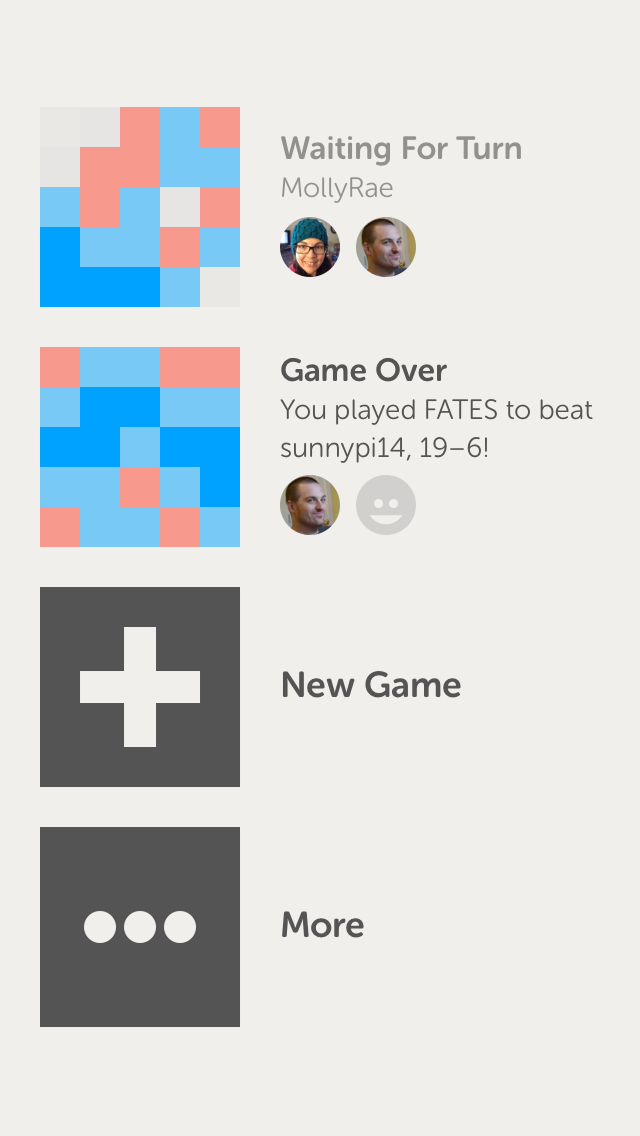 Waiting For Turn
MollyRae
Game Over
You played FATES to beat
sunnypi14, 19–6!
New Game
More